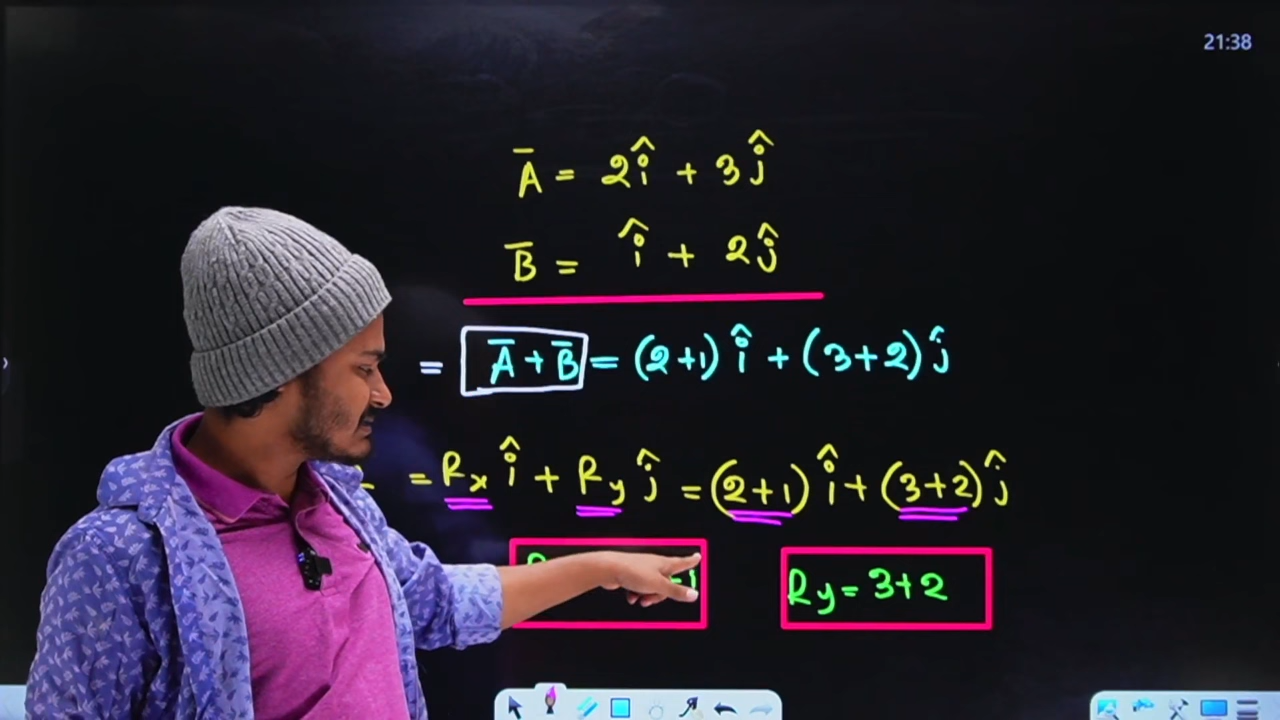 21:38
A̅ = 2î + 3ĵ
B̅ = î + 2ĵ
= A̅ + B̅ = (2+1) î + (3+2) ĵ
= Rx î + Ry ĵ = (2+1) î + (3+2) ĵ
Ry = 3+2